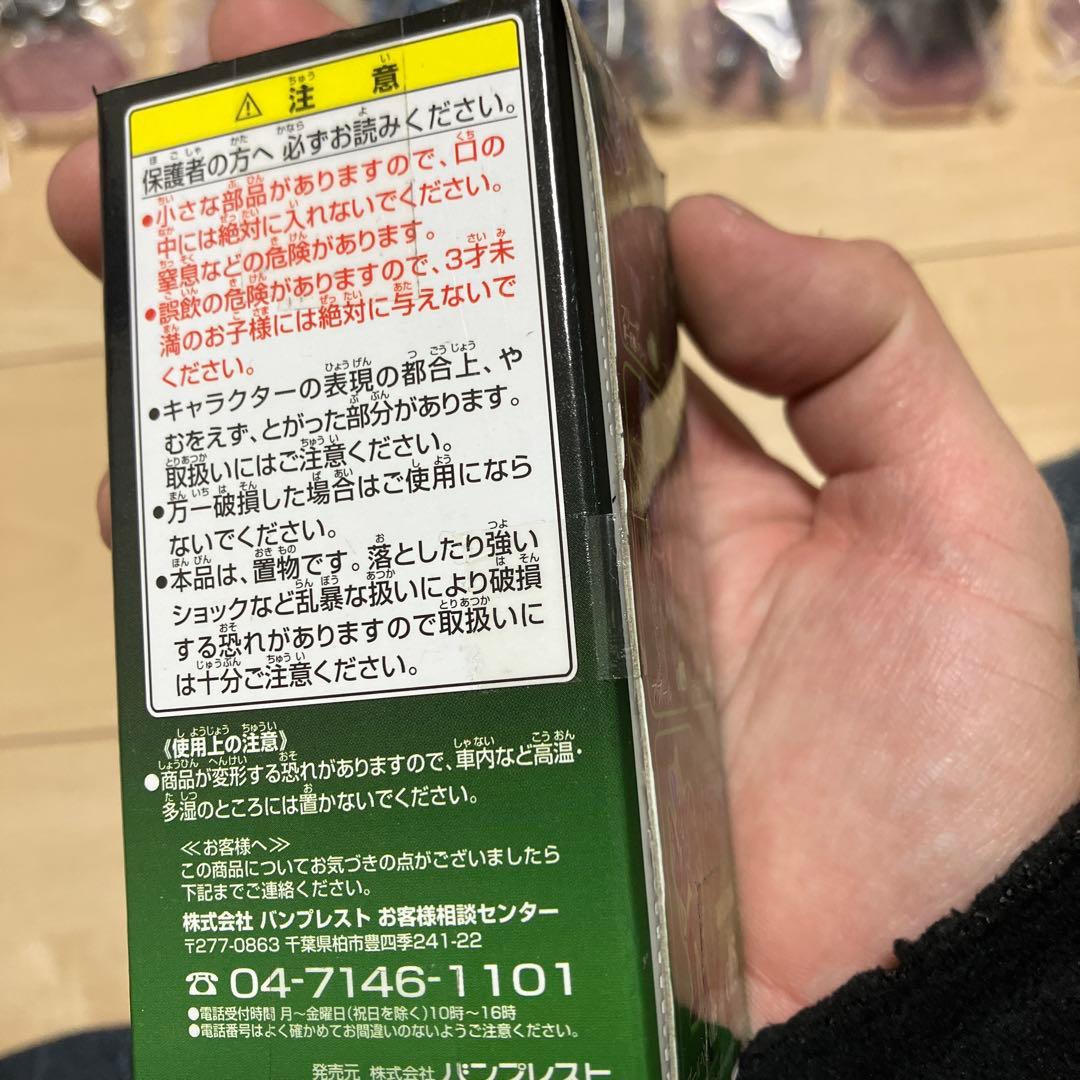 ⚠注意
保護者の方へ 必ずお読みください。
●小さな部品がありますので、口の
中には絶対に入れないでください。
窒息などの危険があります。
●誤飲の危険がありますので、3才未
満のお子様には絶対に与えないで
ください。
●キャラクターの表現の都合上、や
むをえず、とがった部分があります。
取扱いにはご注意ください。
●万一破損した場合はご使用になら
ないでください。
●本品は、置物です。落としたり強い
ショックなど乱暴な扱いにより破損
する恐れがありますので取扱いに
は十分ご注意ください。
《使用上の注意》
●商品が変形する恐れがありますので、車内など高温・
多湿のところには置かないでください。
≪お客様へ≫
この商品についてお気づきの点がございましたら
下記までご連絡ください。
株式会社 バンプレスト お客様相談センター
〒277-0863 千葉県柏市豊四季241-22
☎04-7146-1101
●電話受付時間 月〜金曜日(祝日を除く)10時〜16時
●電話番号はよく確かめてお間違いのないようご注意ください。
発売元 株式会社 バンプレスト